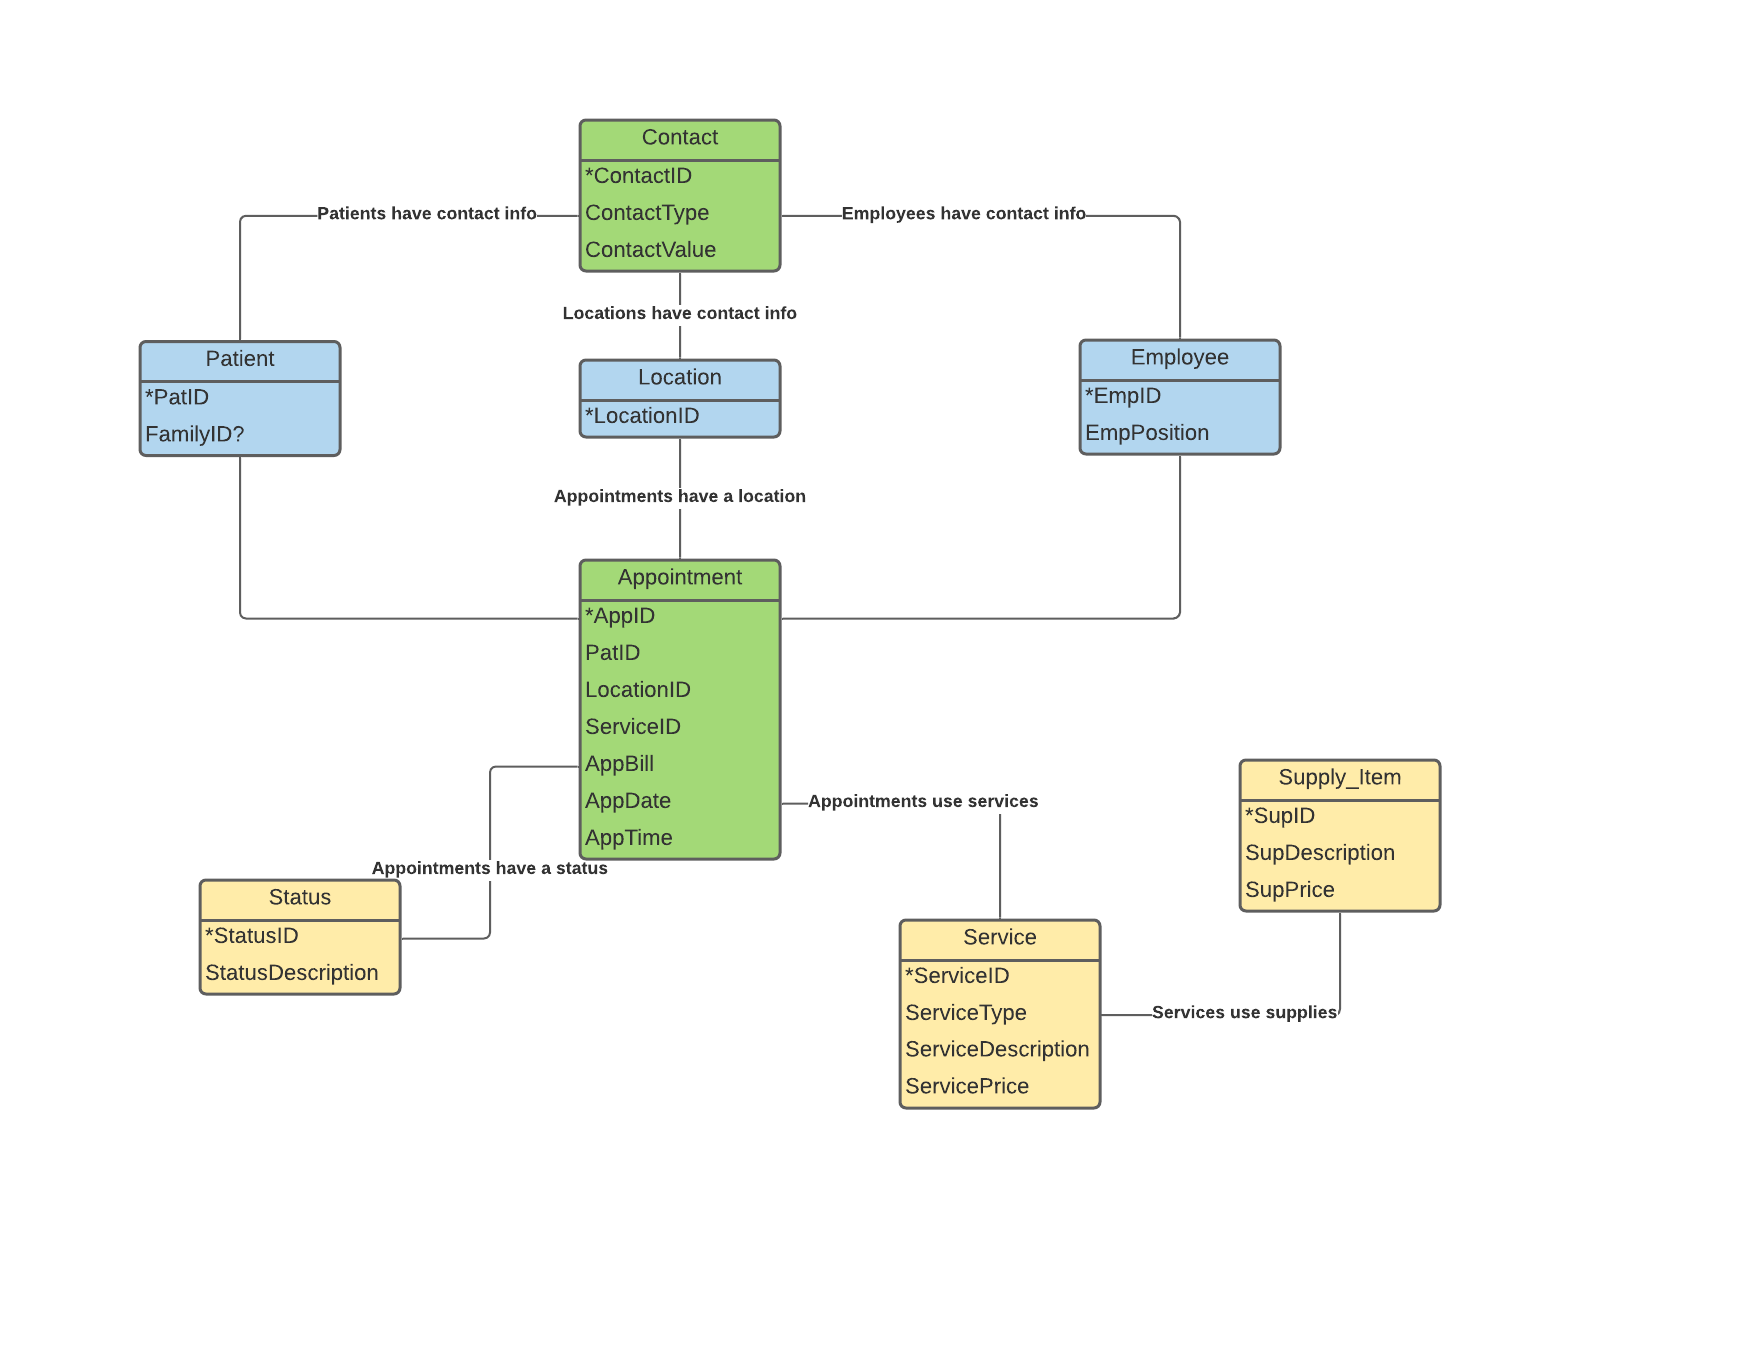 Contact
*ContactID
ContactType
ContactValue
Patients have contact info
Employees have contact info
Locations have contact info
Patient
*PatID
FamilyID?
Location
*LocationID
Employee
*EmpID
EmpPosition
Appointments have a location
Appointment
*AppID
PatID
LocationID
ServiceID
AppBill
AppDate
AppTime
Appointments use services
Appointments have a status
Status
*StatusID
StatusDescription
Supply_Item
*SupID
SupDescription
SupPrice
Service
*ServiceID
ServiceType
ServiceDescription
ServicePrice
Services use supplies